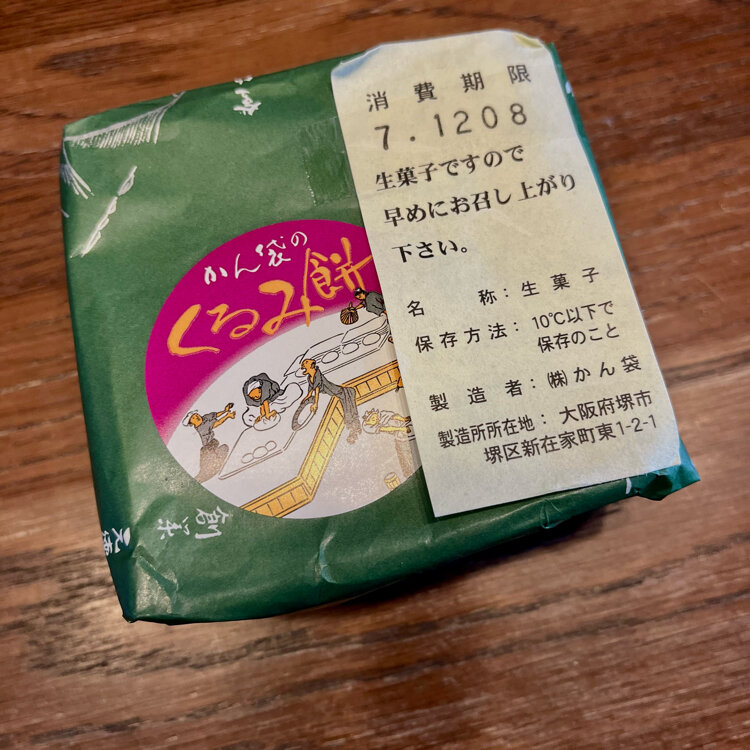 かん袋の
くるみ餅
消費期限
7.1208
生菓子ですので
早めにお召し上がり
下さい。
名称:生菓子
保存方法:10℃以下で
保存のこと
製造者:㈱かん袋
製造所所在地:大阪府堺市
堺区新在家町東1-2-1
創業